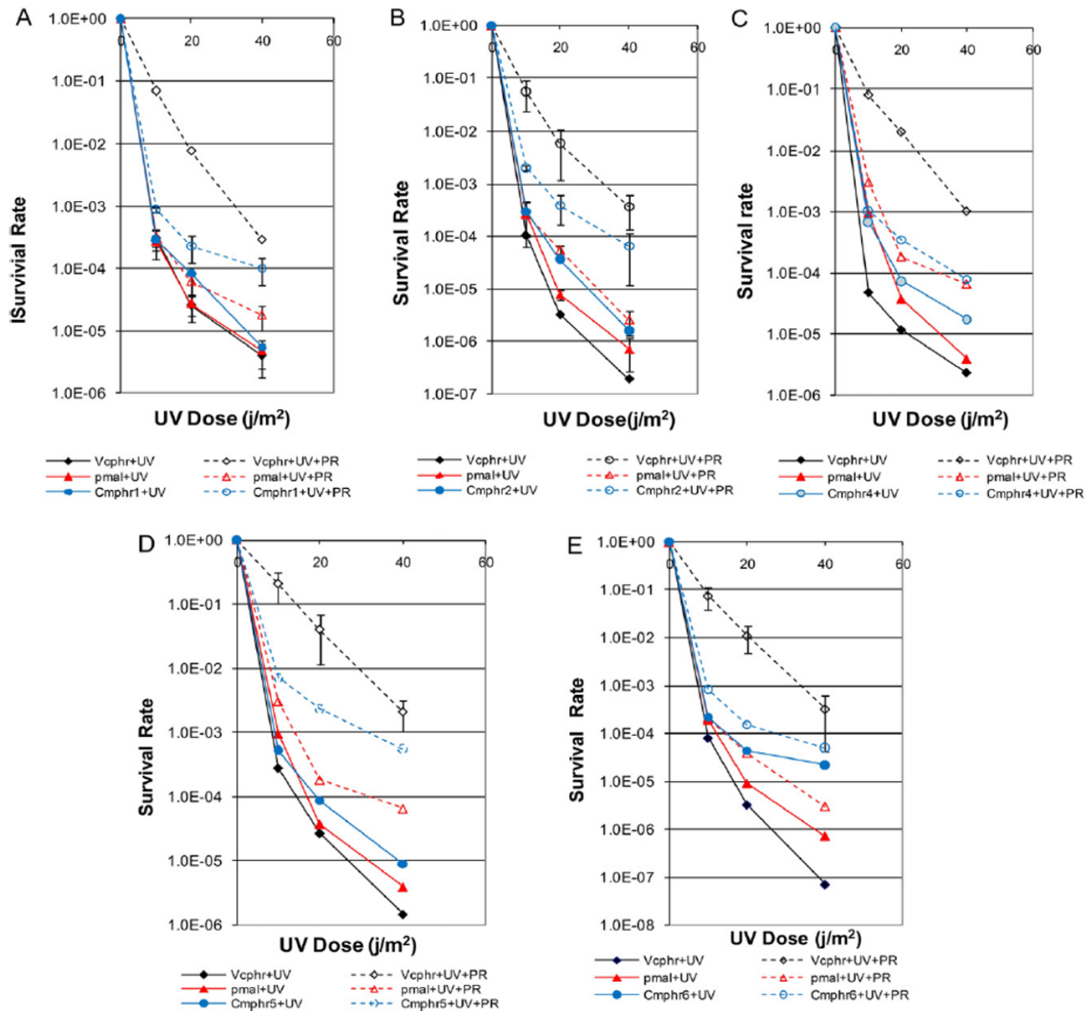 A
1.0E+00
0 20 40 60
1.0E-01
1.0E-02
1.0E-03
1.0E-04
1.0E-05
1.0E-06
ISurvival Rate
UV Dose (j/m²)
Vcphr+UV Vcphr+UV+PR
pmal+UV pmal+UV+PR
Cmphr1+UV Cmphr1+UV+PR
B
1.0E+00
0 20 40 60
1.0E-01
1.0E-02
1.0E-03
1.0E-04
1.0E-05
1.0E-06
1.0E-07
Survival Rate
UV Dose(j/m²)
Vcphr+UV Vcphr+UV+PR
pmal+UV pmal+UV+PR
Cmphr2+UV Cmphr2+UV+PR
C
1.0E+00
0 20 40 60
1.0E-01
1.0E-02
1.0E-03
1.0E-04
1.0E-05
1.0E-06
Survival rate
UV Dose (j/m²)
Vcphr+UV Vcphr+UV+PR
pmal+UV pmal+UV+PR
Cmphr4+UV Cmphr4+UV+PR
D
1.0E+00
0 20 40 60
1.0E-01
1.0E-02
1.0E-03
1.0E-04
1.0E-05
1.0E-06
Survival Rate
UV Dose (j/m²)
Vcphr+UV Vcphr+UV+PR
pmal+UV pmal+UV+PR
Cmphr5+UV Cmphr5+UV+PR
E
1.0E+00
0 20 40 60
1.0E-01
1.0E-02
1.0E-03
1.0E-04
1.0E-05
1.0E-06
1.0E-07
1.0E-08
Survival Rate
UV Dose (j/m²)
Vcphr+UV Vcphr+UV+PR
pmal+UV pmal+UV+PR
Cmphr6+UV Cmphr6+UV+PR